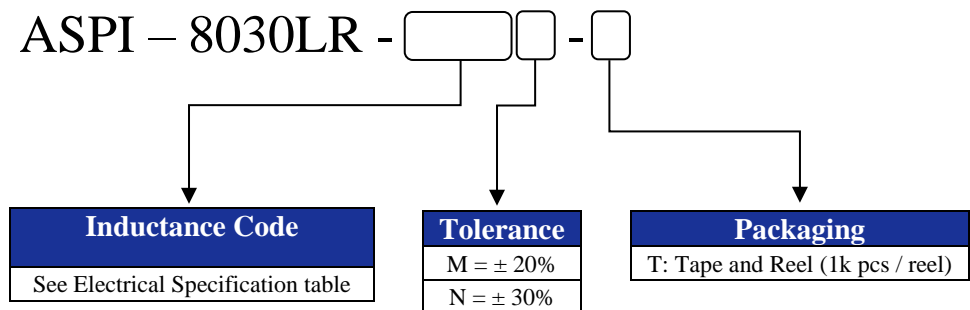 ASPI – 8030LR - -
Inductance Code
See Electrical Specification table
Tolerance
M = ± 20%
N = ± 30%
Packaging
T: Tape and Reel (1k pcs / reel)